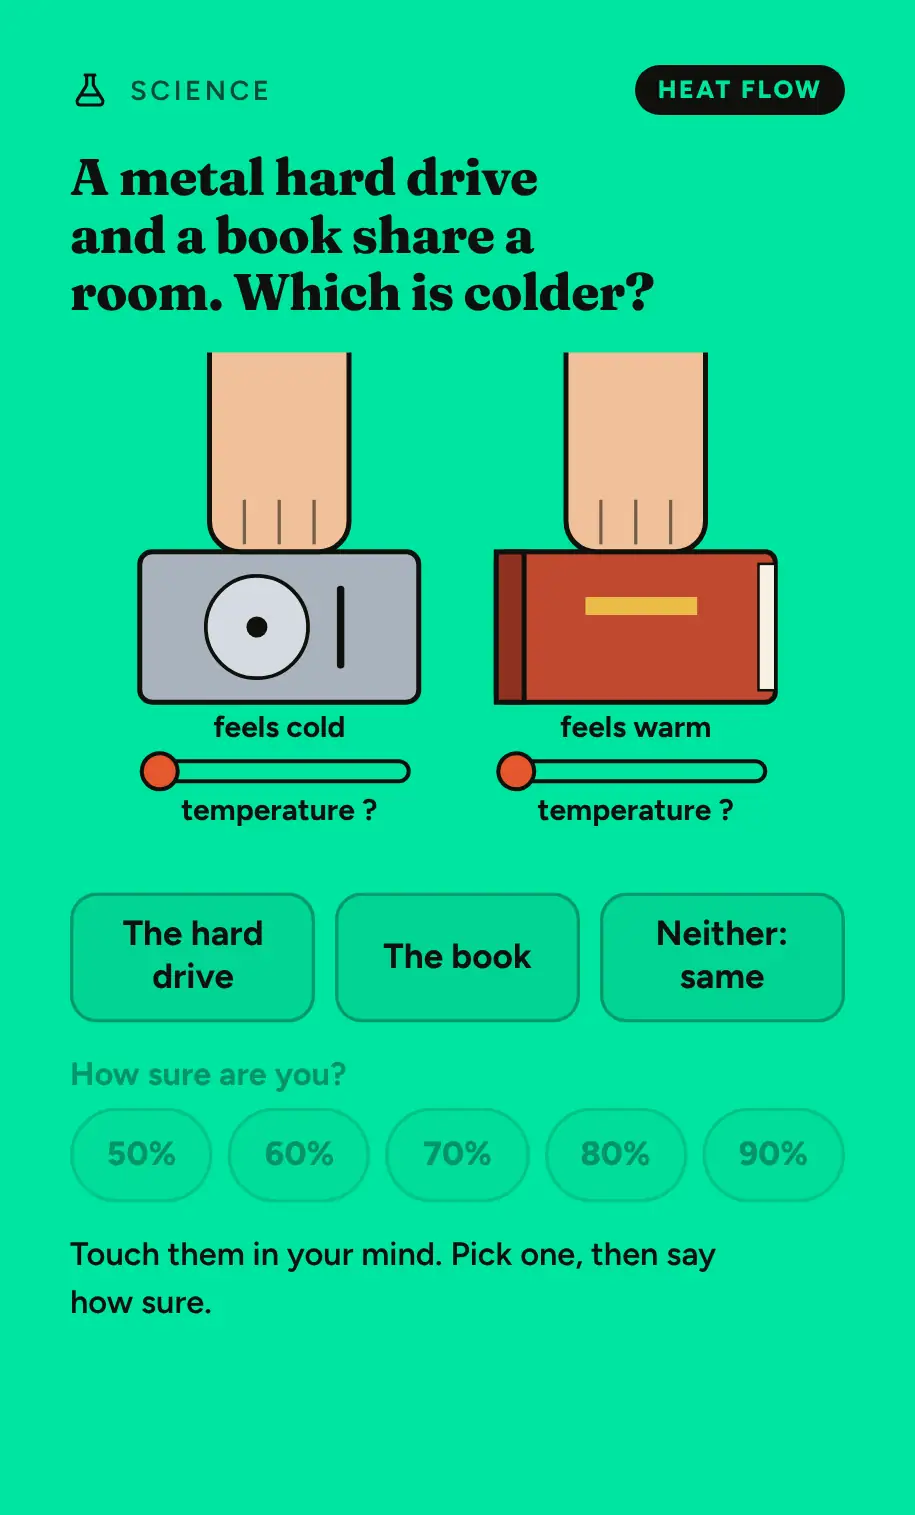 SCIENCE
HEAT FLOW
A metal hard drive
and a book share a
room. Which is colder?
feels cold
feels warm
temperature ?
temperature ?
The hard
drive
The book
Neither:
same
How sure are you?
50%
60%
70%
80%
90%
Touch them in your mind. Pick one, then say
how sure.